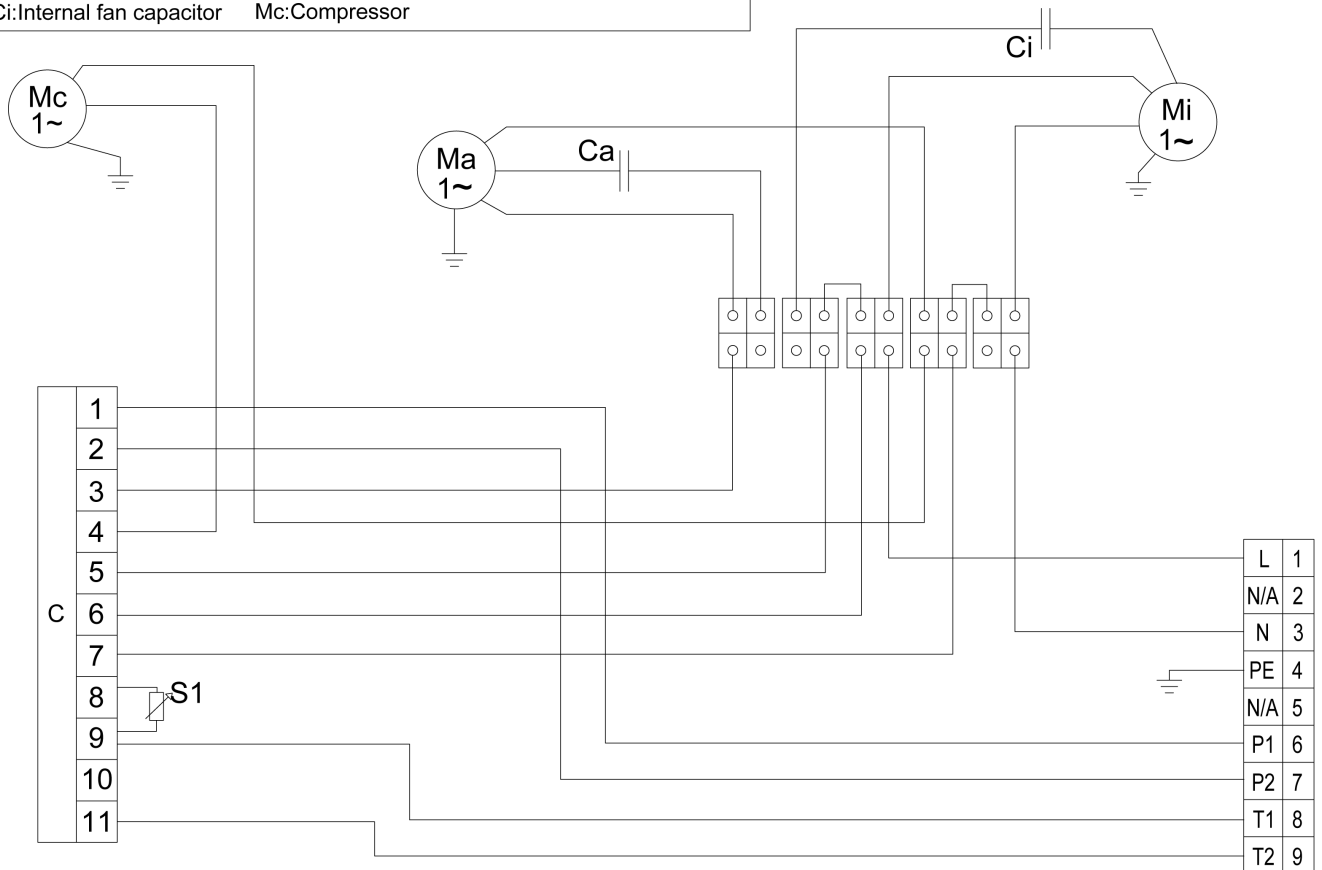 Ci:Internal fan capacitor Mc:Compressor
Ci
Mc
1~
Mi
1~
Ma
1~
Ca
C
1
2
3
4
5
6
7
8
9
10
11
S1
L 1
N/A 2
N 3
PE 4
N/A 5
P1 6
P2 7
T1 8
T2 9